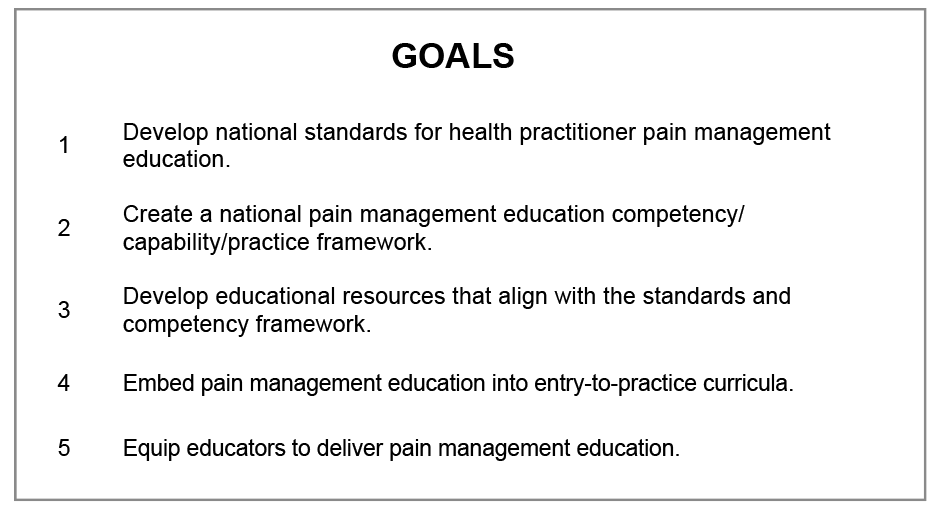 GOALS
1
Develop national standards for health practitioner pain management
education.
2
Create a national pain management education competency/
capability/practice framework.
3
Develop educational resources that align with the standards and
competency framework.
4
Embed pain management education into entry-to-practice curricula.
5
Equip educators to deliver pain management education.